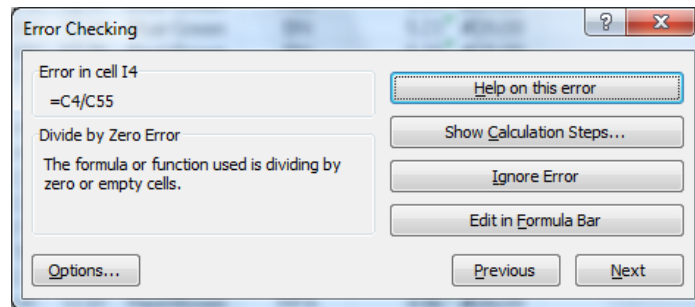 Error Checking
Error in cell I4
=C4/C55
Divide by Zero Error
The formula or function used is dividing by
zero or empty cells.
Help on this error
Show Calculation Steps...
Ignore Error
Edit in Formula Bar
Options...
Previous
Next